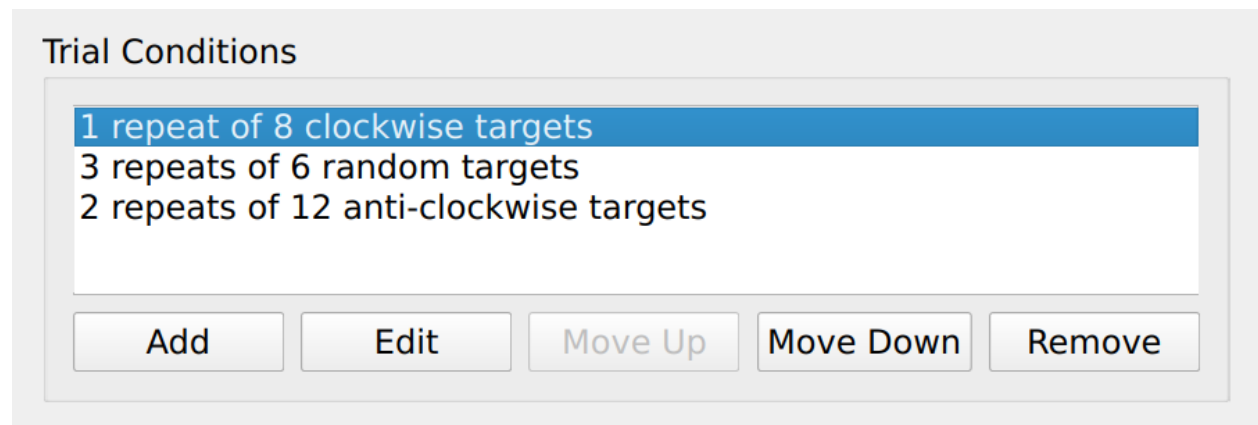 Trial Conditions
1 repeat of 8 clockwise targets
3 repeats of 6 random targets
2 repeats of 12 anti-clockwise targets
Add Edit Move Up Move Down Remove